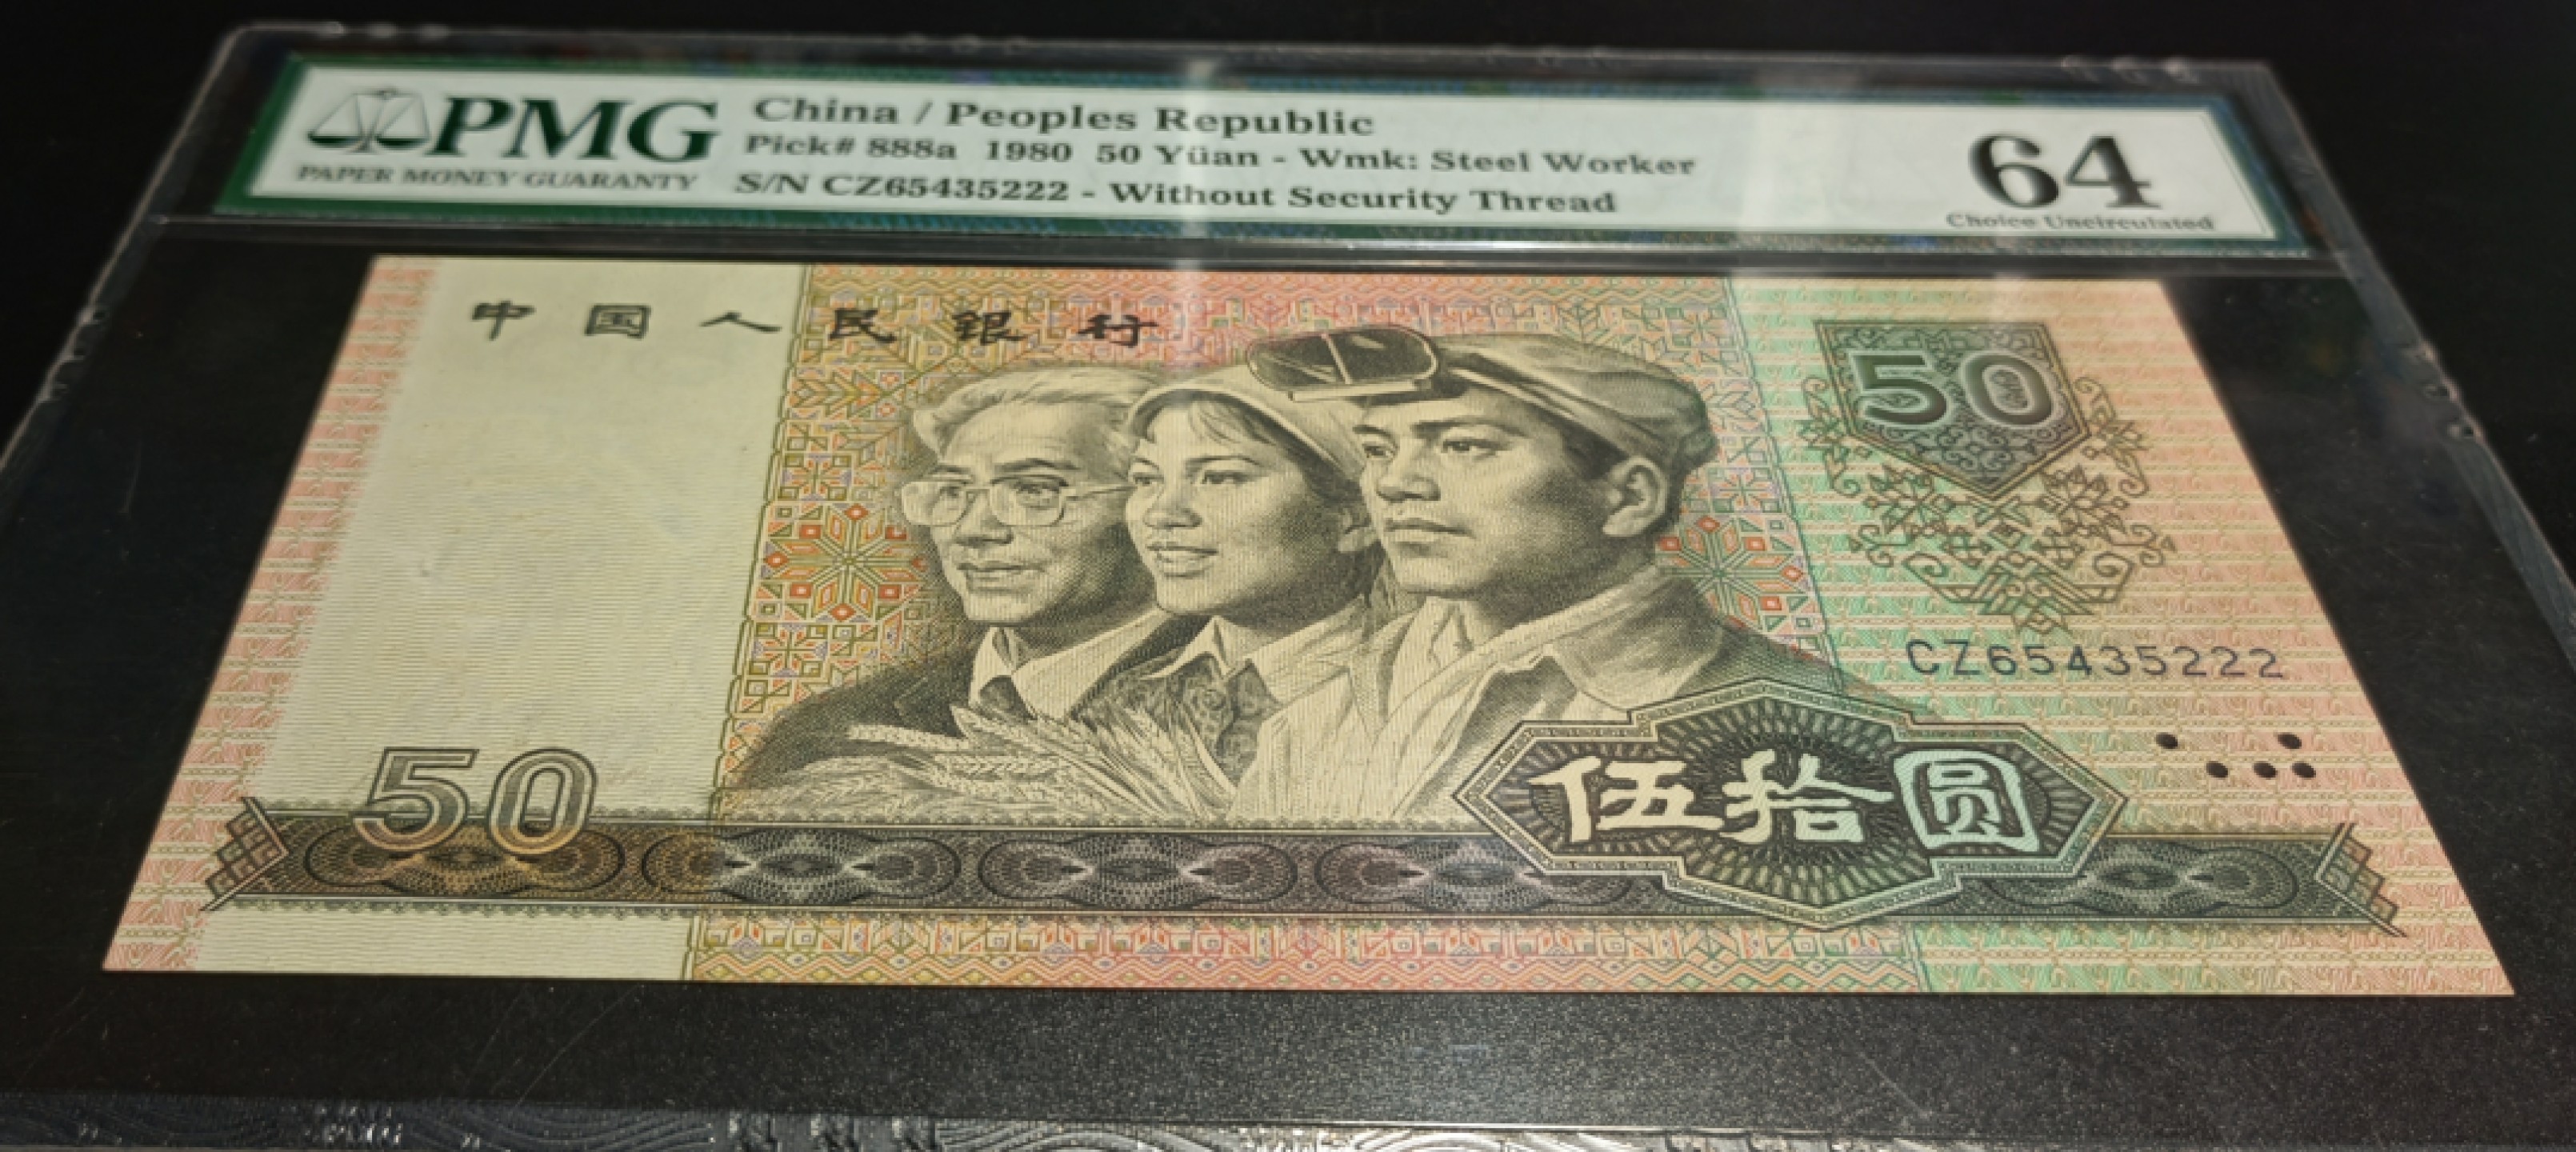 PMG
PAPER MONEY GUARANTY
China / Peoples Republic
Pick# 888a 1980 50 Yüan - Wmk: Steel Worker
S/N CZ65435222 - Without Security Thread
64
Choice Uncirculated
中国人民银行
50
CZ65435222
50
伍拾圆